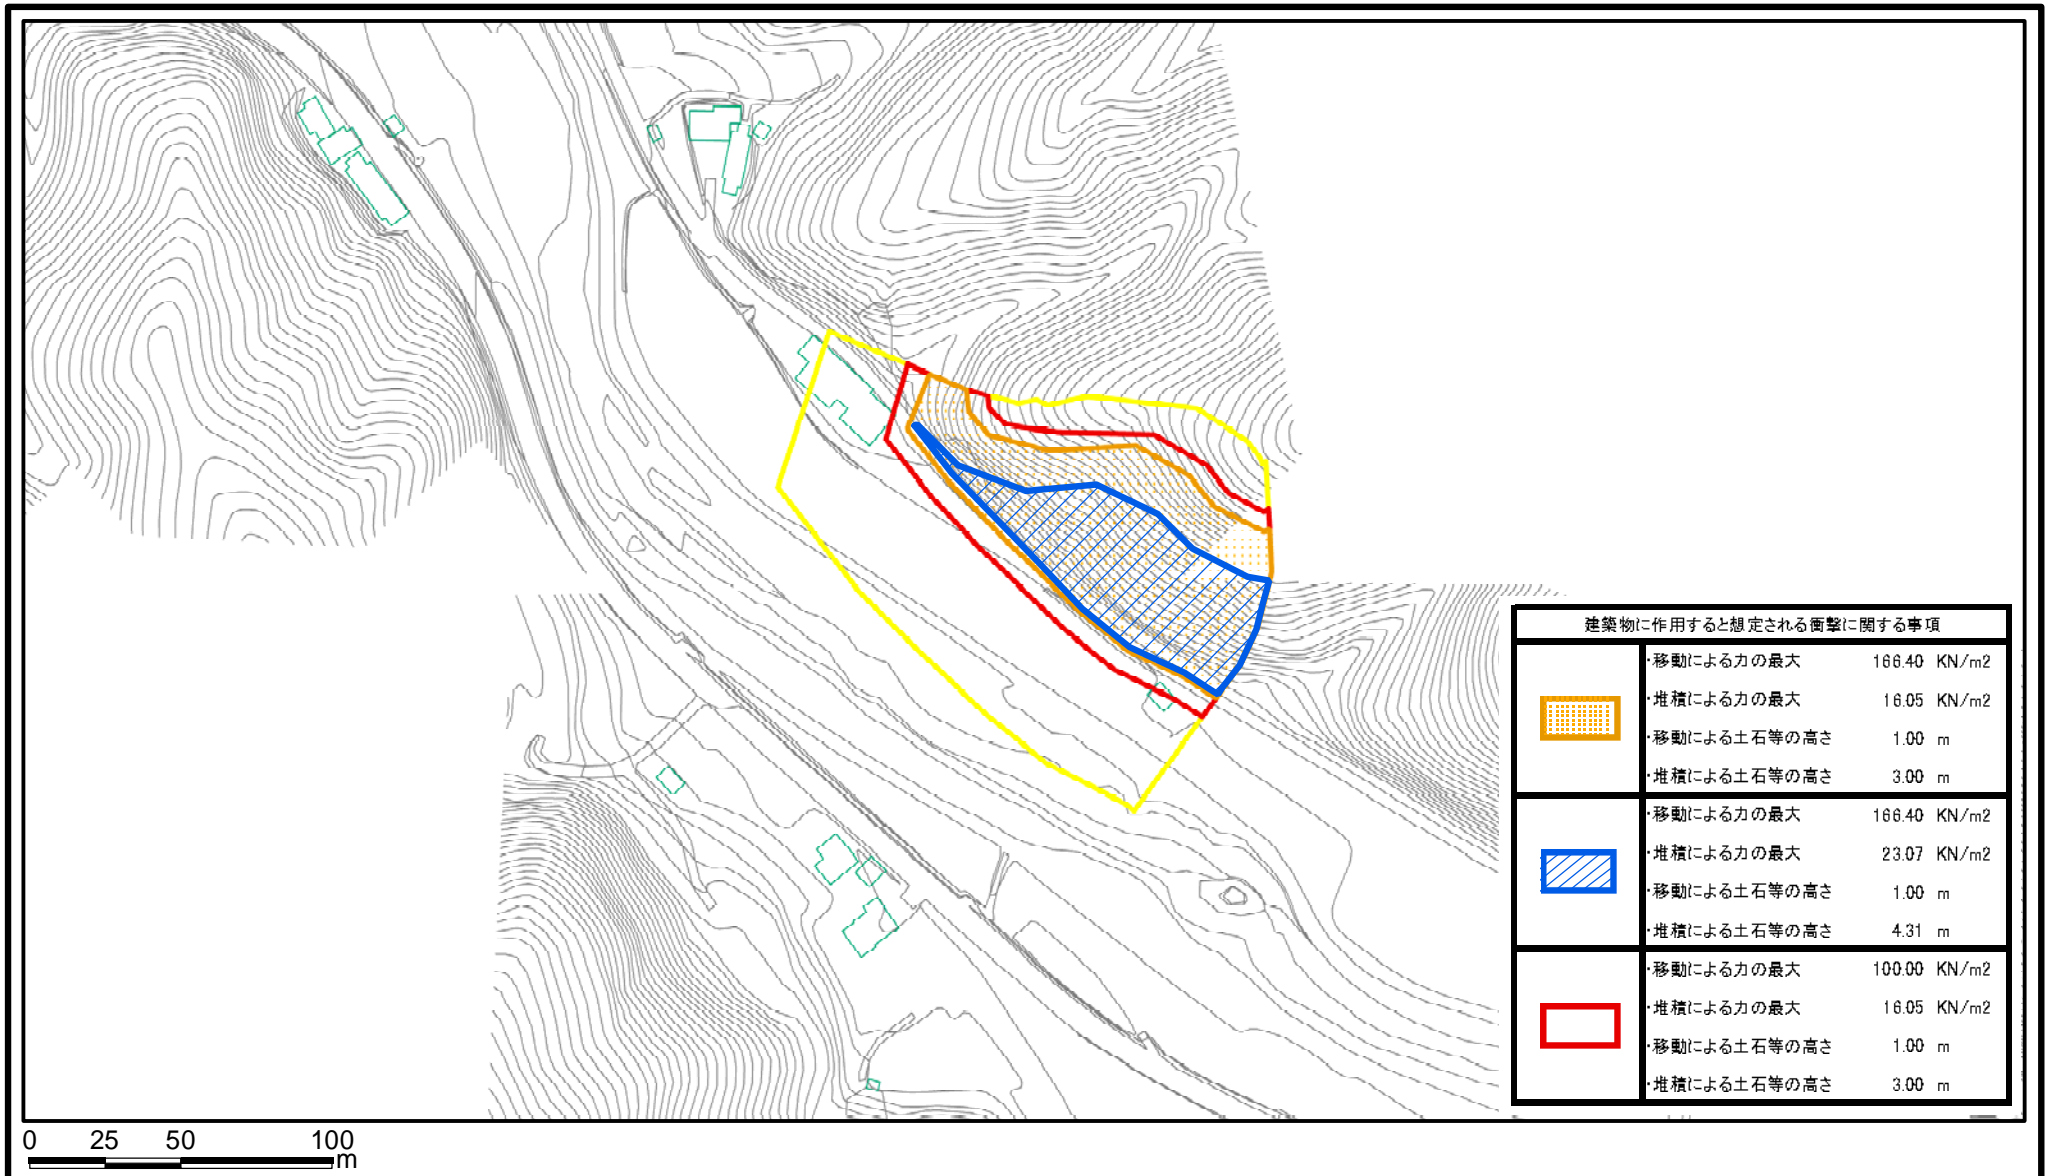 建築物に作用すると想定される衝撃に関する事項
・移動による力の最大 166.40 KN/m2
・堆積による力の最大 16.05 KN/m2
・移動による土石等の高さ 1.00 m
・堆積による土石等の高さ 3.00 m
・移動による力の最大 166.40 KN/m2
・堆積による力の最大 23.07 KN/m2
・移動による土石等の高さ 1.00 m
・堆積による土石等の高さ 4.31 m
・移動による力の最大 100.00 KN/m2
・堆積による力の最大 16.05 KN/m2
・移動による土石等の高さ 1.00 m
・堆積による土石等の高さ 3.00 m
0 25 50 100
m